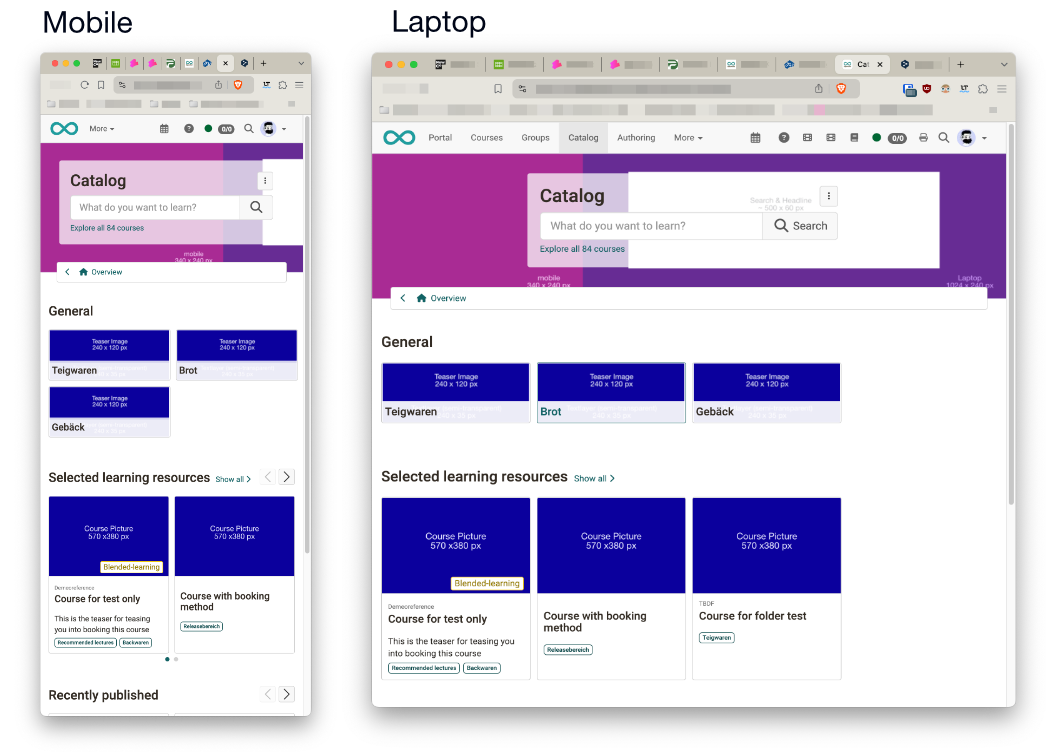 Mobile
More
0/0
Catalog
What do you want to learn?
Explore all 84 courses
mobile
340 x 240 px
Overview
General
Teaser Image
240 x 120 px
Teigwaren
Teaser Image
240 x 120 px
Brot
Teaser Image
240 x 120 px
Gebäck
Selected learning resources Show all
Course Picture
570 x380 px
Blended-learning
Demoreference
Course for test only
This is the teaser for teasing
you into booking this course
Recommended lectures Backwaren
Course Picture
570 x380 px
Course with booking
method
Releasebereich
Recently published
Laptop
Cat
Portal Courses Groups Catalog Authoring More
0/0
Catalog
Search & Headline
~ 500 x 60 px
What do you want to learn? Search
Explore all 84 courses
mobile
340 x 240 px
Laptop
1024 x 240 px
Overview
General
Teaser Image
240 x 120 px
Teigwaren
Teaser Image
240 x 120 px
Brot
Teaser Image
240 x 120 px
Gebäck
Selected learning resources Show all
Course Picture
570 x380 px
Blended-learning
Demoreference
Course for test only
This is the teaser for teasing
you into booking this course
Recommended lectures Backwaren
Course Picture
570 x380 px
Course with booking
method
Releasebereich
Course Picture
570 x380 px
TBDF
Course for folder test
Teigwaren